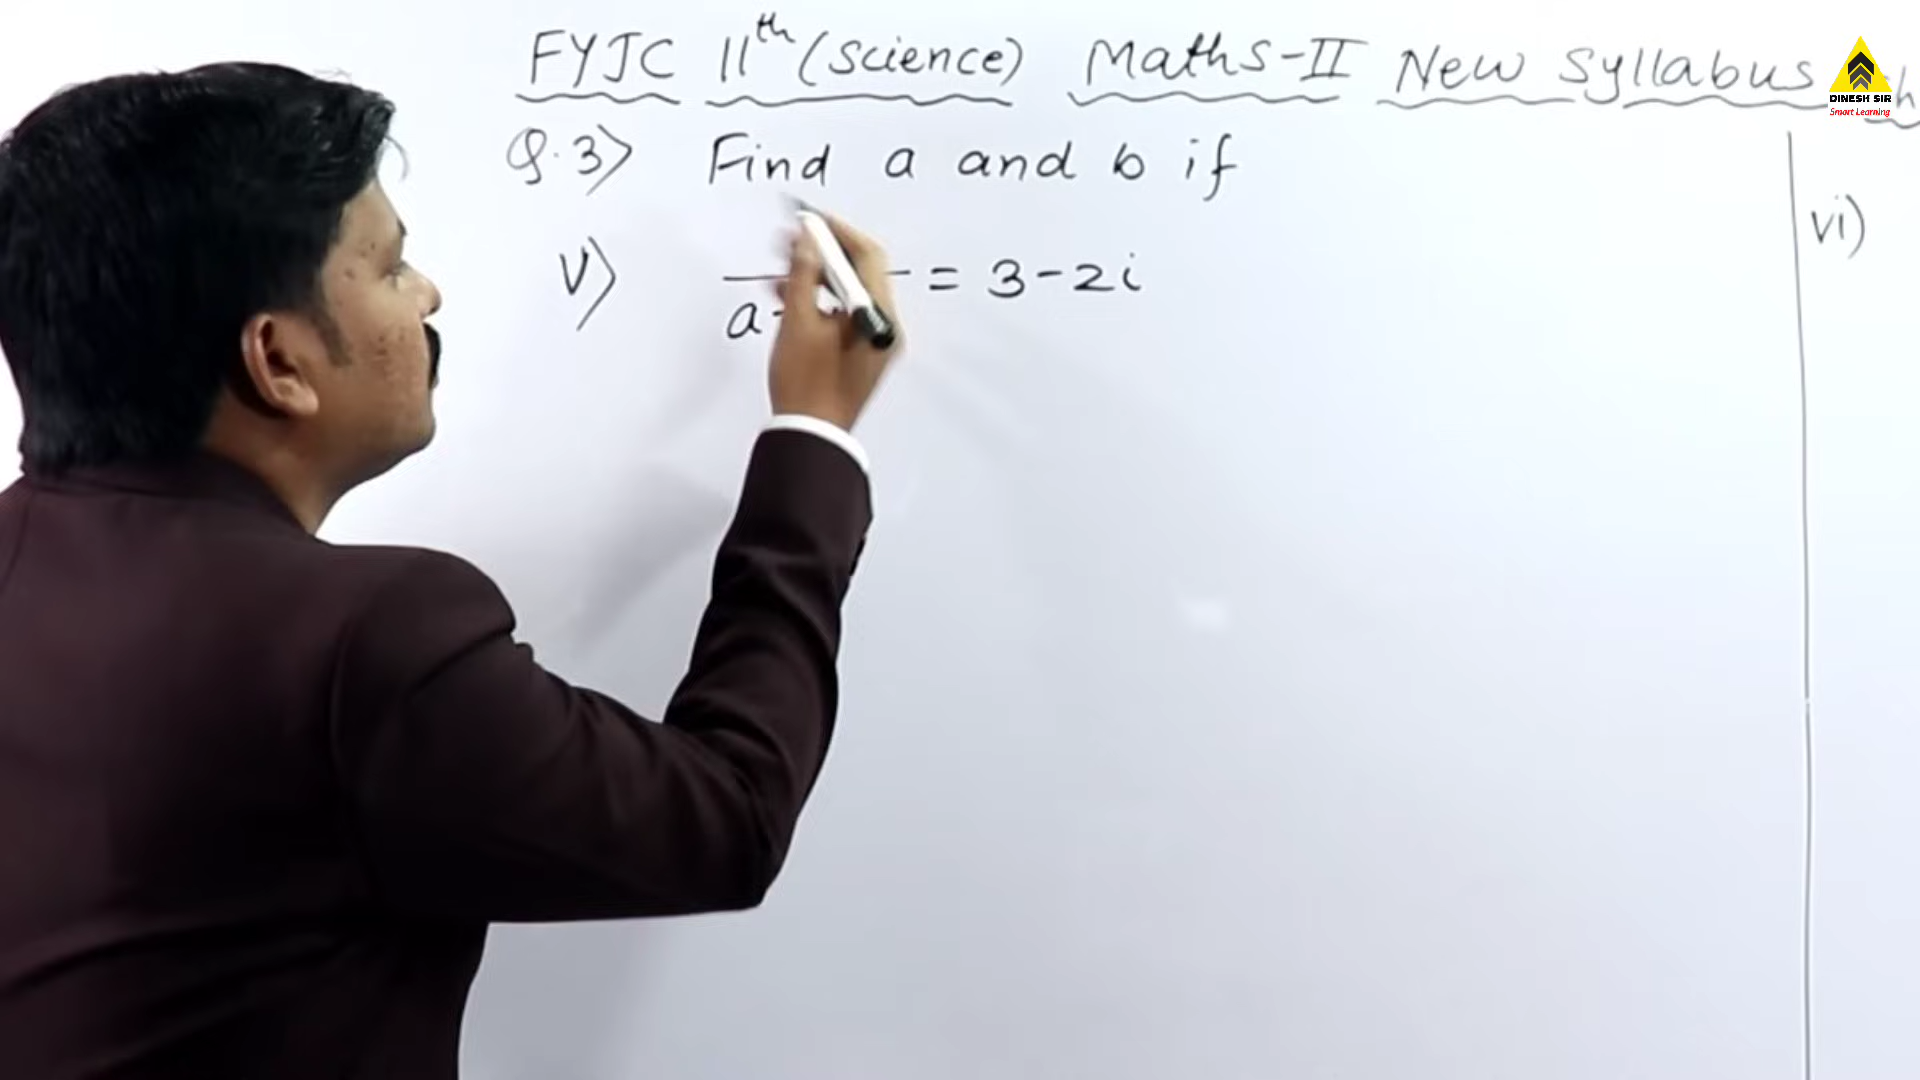 FYJC 11th (Science) Maths-II New Syllabus
DINESH SIR
Smart Learning
Q.3> Find a and b if
V> = 3-2i
a
vi)